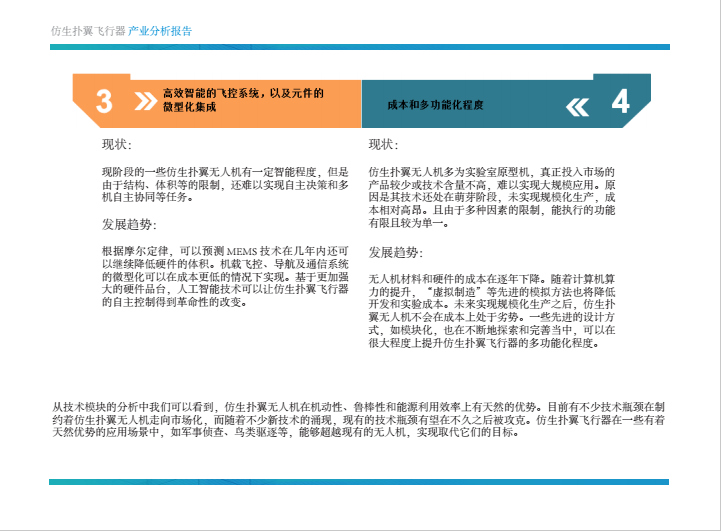 仿生扑翼飞行器 产业分析报告
3
高效智能的飞控系统，以及元件的
微型化集成
现状：
现阶段的一些仿生扑翼无人机有一定智能程度，但是
由于结构、体积等的限制，还难以实现自主决策和多
机自主协同等任务。
发展趋势：
根据摩尔定律，可以预测 MEMS 技术在几年内还可
以继续降低硬件的体积。机载飞控、导航及通信系统
的微型化可以在成本更低的情况下实现。基于更加强
大的硬件品台，人工智能技术可以让仿生扑翼飞行器
的自主控制得到革命性的改变。
成本和多功能化程度
4
现状：
仿生扑翼无人机多为实验室原型机，真正投入市场的
产品较少或技术含量不高，难以实现大规模应用。原
因是其技术还处在萌芽阶段，未实现规模化生产，成
本相对高昂。且由于多种因素的限制，能执行的功能
有限且较为单一。
发展趋势：
无人机材料和硬件的成本在逐年下降。随着计算机算
力的提升，“虚拟制造”等先进的模拟方法也将降低
开发和实验成本。未来实现规模化生产之后，仿生扑
翼无人机不会在成本上处于劣势。一些先进的设计方
式，如模块化，也在不断地探索和完善当中，可以在
很大程度上提升仿生扑翼飞行器的多功能化程度。
从技术模块的分析中我们可以看到，仿生扑翼无人机在机动性、鲁棒性和能源利用效率上有天然的优势。目前有不少技术瓶颈在制
约着仿生扑翼无人机走向市场化，而随着不少新技术的涌现，现有的技术瓶颈有望在不久之后被攻克。仿生扑翼飞行器在一些有着
天然优势的应用场景中，如军事侦查、鸟类驱逐等，能够超越现有的无人机，实现取代它们的目标。